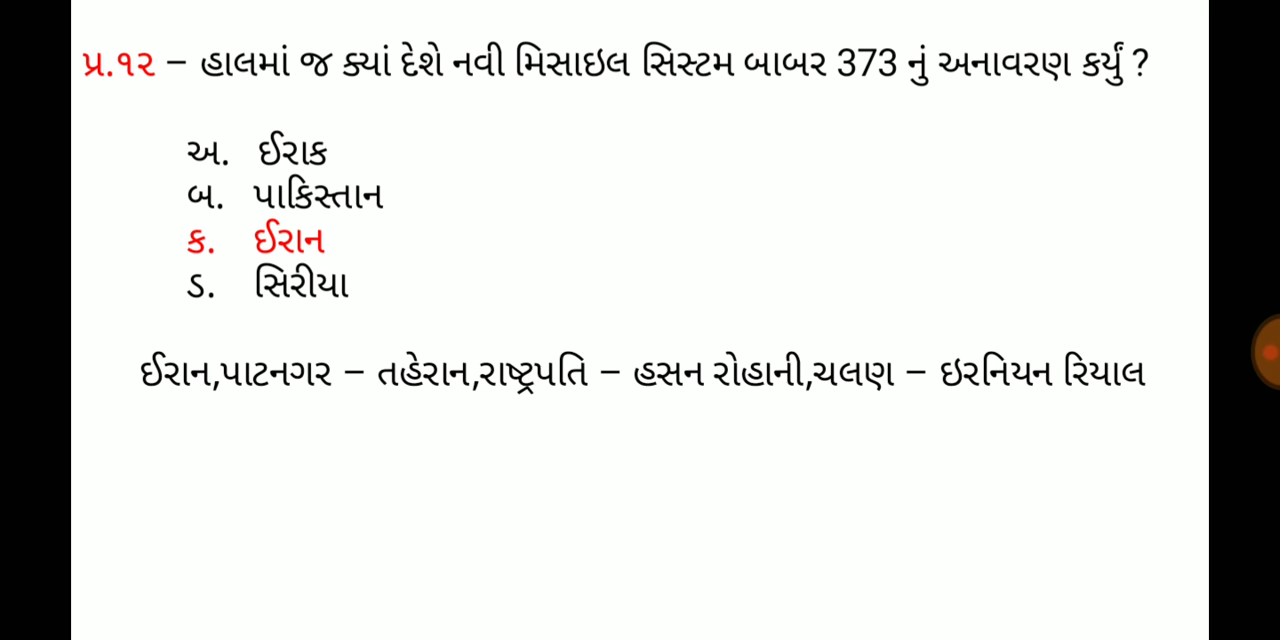 પ્ર.૧૨ – હાલમાં જ ક્યાં દેશે નવી મિસાઇલ સિસ્ટમ બાબર 373 નું અનાવરણ કર્યું ?
અ. ઈરાક
બ. પાકિસ્તાન
ક. ઈરાન
ડ. સિરીયા
ઈરાન,પાટનગર – તહેરાન,રાષ્ટ્રપતિ – હસન રોહાની,ચલણ – ઇરનિયન રિયાલ